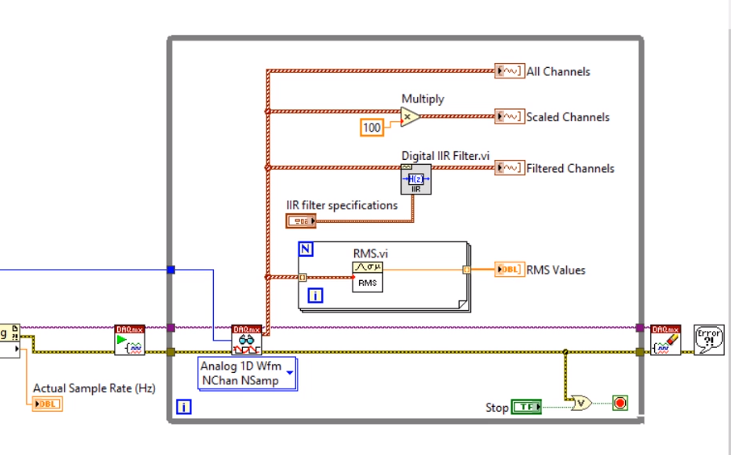 All Channels
Multiply
100
Scaled Channels
Digital IIR Filter.vi
H(z)
IIR
Filtered Channels
IIR filter specifications
N
RMS.vi
RMS
i
DBL
RMS Values
g
DAQmx
DAQmx
DAQmx
Error
?!
Analog 1D Wfm
NChan NSamp
Actual Sample Rate (Hz)
DBL
i
Stop
TF
V